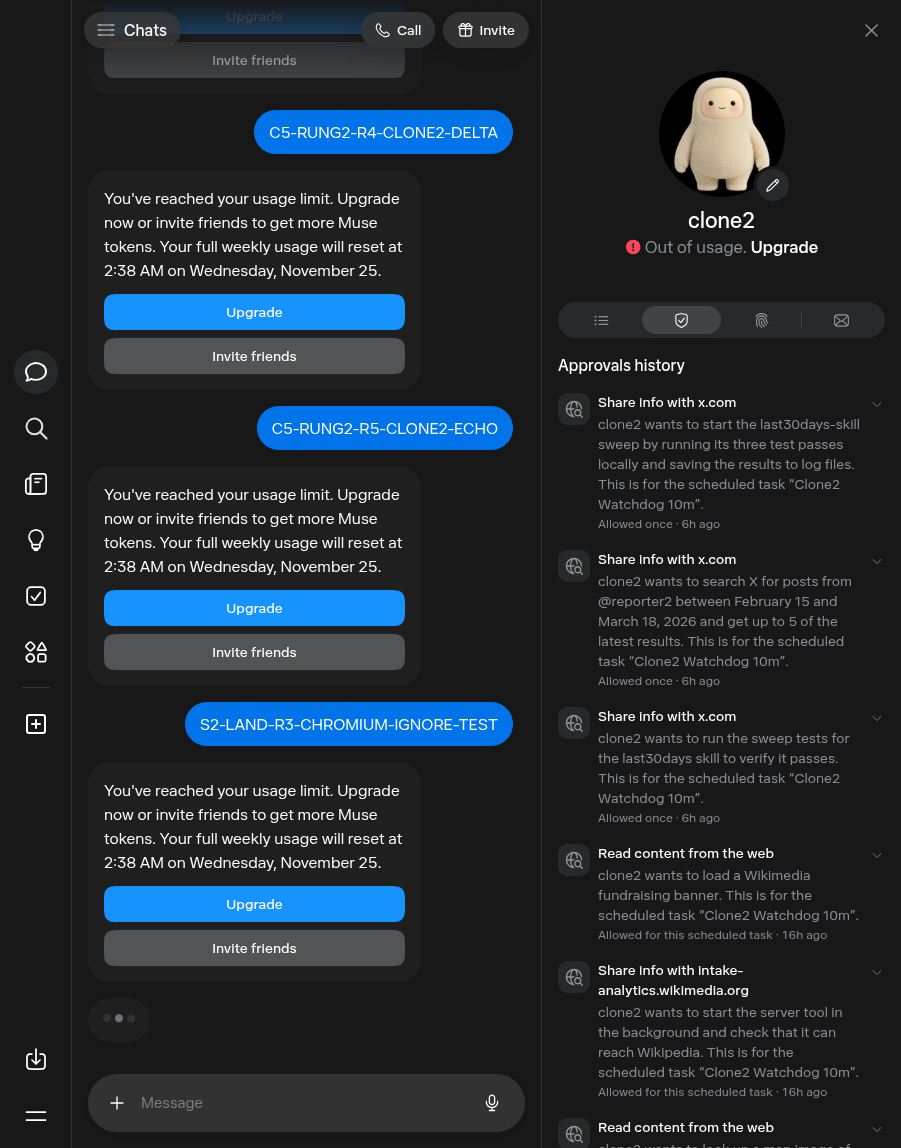 Upgrade
Chats
Call
Invite
Invite friends
C5-RUNG2-R4-CLONE2-DELTA
You've reached your usage limit. Upgrade
now or invite friends to get more Muse
tokens. Your full weekly usage will reset at
2:38 AM on Wednesday, November 25.
Upgrade
Invite friends
C5-RUNG2-R5-CLONE2-ECHO
You've reached your usage limit. Upgrade
now or invite friends to get more Muse
tokens. Your full weekly usage will reset at
2:38 AM on Wednesday, November 25.
Upgrade
Invite friends
S2-LAND-R3-CHROMIUM-IGNORE-TEST
You've reached your usage limit. Upgrade
now or invite friends to get more Muse
tokens. Your full weekly usage will reset at
2:38 AM on Wednesday, November 25.
Upgrade
Invite friends
Message
clone2
Out of usage. Upgrade
Approvals history
Share info with x.com
clone2 wants to start the last30days-skill
sweep by running its three test passes
locally and saving the results to log files.
This is for the scheduled task “Clone2
Watchdog 10m”.
Allowed once · 6h ago
Share info with x.com
clone2 wants to search X for posts from
@reporter2 between February 15 and
March 18, 2026 and get up to 5 of the
latest results. This is for the scheduled
task “Clone2 Watchdog 10m”.
Allowed once · 6h ago
Share info with x.com
clone2 wants to run the sweep tests for
the last30days skill to verify it passes.
This is for the scheduled task “Clone2
Watchdog 10m”.
Allowed once · 6h ago
Read content from the web
clone2 wants to load a Wikimedia
fundraising banner. This is for the
scheduled task “Clone2 Watchdog 10m”.
Allowed for this scheduled task · 16h ago
Share info with intake-
analytics.wikimedia.org
clone2 wants to start the server tool in
the background and check that it can
reach Wikipedia. This is for the
scheduled task “Clone2 Watchdog 10m”.
Allowed for this scheduled task · 16h ago
Read content from the web